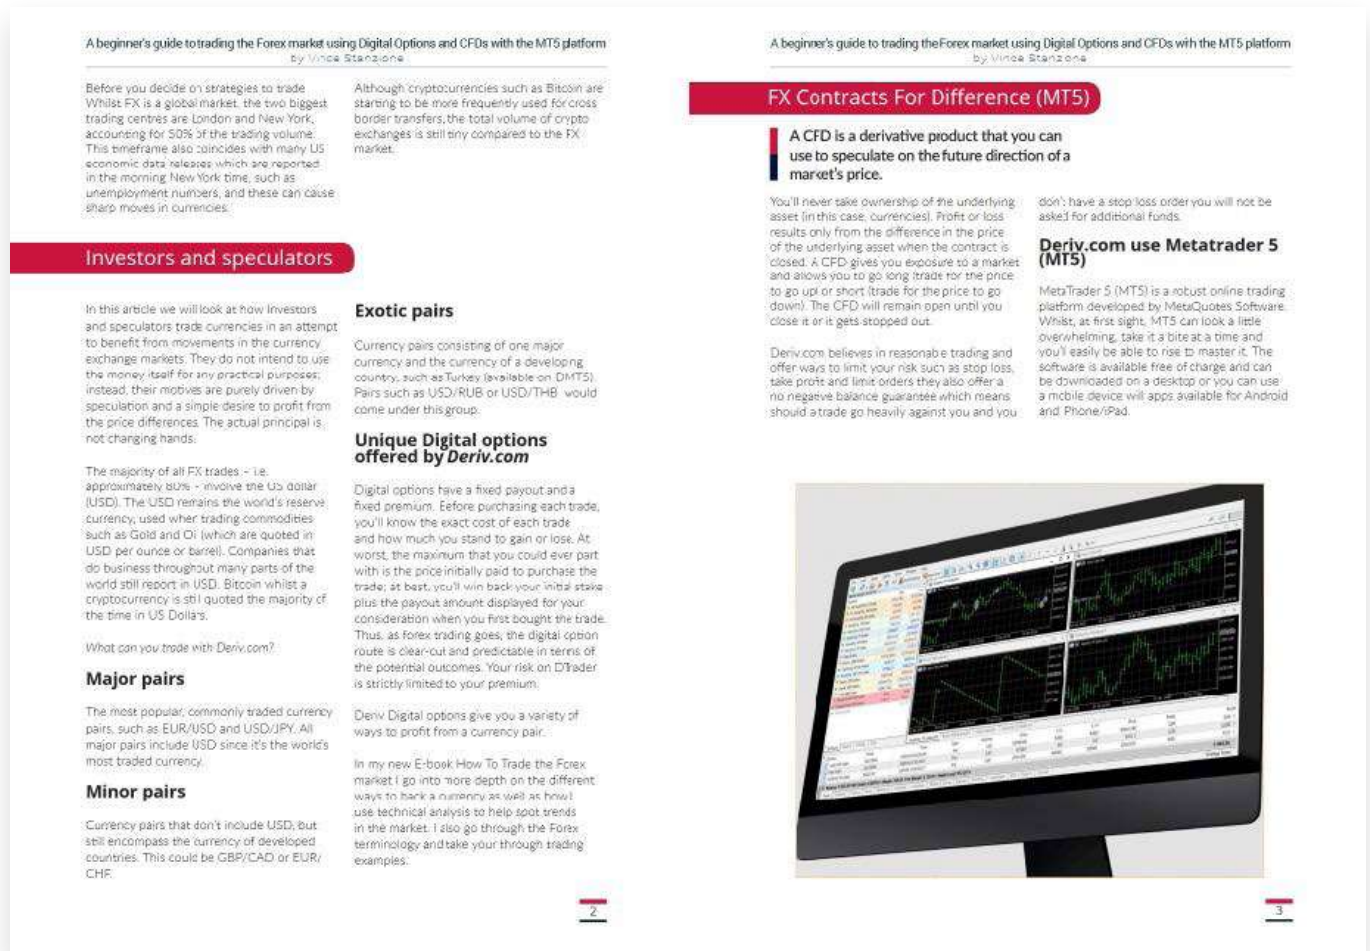 A beginner's guide to trading the Forex market using Digital Options and CFDs with the MT5 platform
by Vince Stanzione
Before you decide on strategies to trade
Whilst FX is a global market, the two biggest
trading centres are London and New York,
accounting for 50% of the trading volume.
This timeframe also coincides with many US
economic data releases which are reported
in the morning New York time, such as
unemployment numbers, and these can cause
sharp moves in currencies.
Although cryptocurrencies such as Bitcoin are
starting to be more frequently used for cross
border transfers, the total volume of crypto
exchanges is still tiny compared to the FX
market.
Investors and speculators
In this article we will look at how Investors
and speculators trade currencies in an attempt
to benefit from movements in the currency
exchange markets. They do not intend to use
the money itself for any practical purposes;
instead, their motives are purely driven by
speculation and a simple desire to profit from
the price differences. The actual principal is
not changing hands.
The majority of all FX trades – i.e.
approximately 80% - involve the US dollar
(USD). The USD remains the world's reserve
currency, used when trading commodities
such as Gold and Oil (which are quoted in
USD per ounce or barrel). Companies that
do business throughout many parts of the
world still report in USD. Bitcoin whilst a
cryptocurrency is still quoted the majority of
the time in US Dollars.
What can you trade with Deriv.com?
Major pairs
The most popular, commonly traded currency
pairs, such as EUR/USD and USD/JPY. All
major pairs include USD since it's the world's
most traded currency.
Minor pairs
Currency pairs that don't include USD, but
still encompass the currency of developed
countries. This could be GBP/CAD or EUR/
CHF.
Exotic pairs
Currency pairs consisting of one major
currency and the currency of a developing
country, such as Turkey (available on DMT5).
Pairs such as USD/RUB or USD/THB would
come under this group.
Unique Digital options
offered by Deriv.com
Digital options have a fixed payout and a
fixed premium. Before purchasing each trade,
you'll know the exact cost of each trade
and how much you stand to gain or lose. At
worst, the maximum that you could ever part
with is the price initially paid to purchase the
trade; at best, you'll win back your initial stake
plus the payout amount displayed for your
consideration when you first bought the trade.
Thus, as forex trading goes, the digital option
route is clear-cut and predictable in terms of
the potential outcomes. Your risk on DTrader
is strictly limited to your premium.
Deriv Digital options give you a variety of
ways to profit from a currency pair.
In my new E-book How To Trade the Forex
market I go into more depth on the different
ways to back a currency as well as how I
use technical analysis to help spot trends
in the market. I also go through the Forex
terminology and take your through trading
examples.
2
A beginner's guide to trading the Forex market using Digital Options and CFDs with the MT5 platform
by Vince Stanzione
FX Contracts For Difference (MT5)
A CFD is a derivative product that you can
use to speculate on the future direction of a
market's price.
You'll never take ownership of the underlying
asset (in this case, currencies). Profit or loss
results only from the difference in the price
of the underlying asset when the contract is
closed. A CFD gives you exposure to a market
and allows you to go long (trade for the price
to go up) or short (trade for the price to go
down). The CFD will remain open until you
close it or it gets stopped out.
Deriv.com believes in reasonable trading and
offer ways to limit your risk such as stop loss,
take profit and limit orders they also offer a
no negative balance guarantee which means
should a trade go heavily against you and you
don't have a stop loss order you will not be
asked for additional funds.
Deriv.com use Metatrader 5
(MT5)
MetaTrader 5 (MT5) is a robust online trading
platform developed by MetaQuotes Software.
Whilst, at first sight, MT5 can look a little
overwhelming, take it a bite at a time and
you'll easily be able to rise to master it. The
software is available free of charge and can
be downloaded on a desktop or you can use
a mobile device will apps available for Android
and Phone/iPad.
3